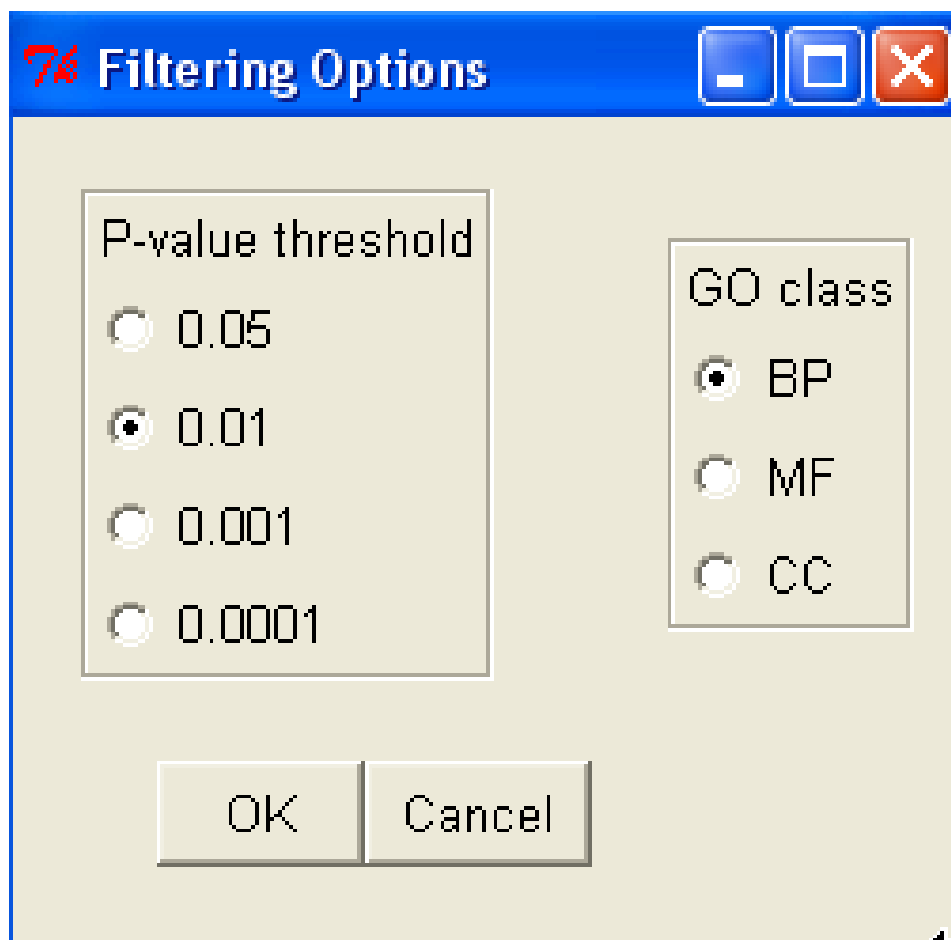 Filtering Options
P-value threshold
0.05
0.01
0.001
0.0001
GO class
BP
MF
CC
OK
Cancel